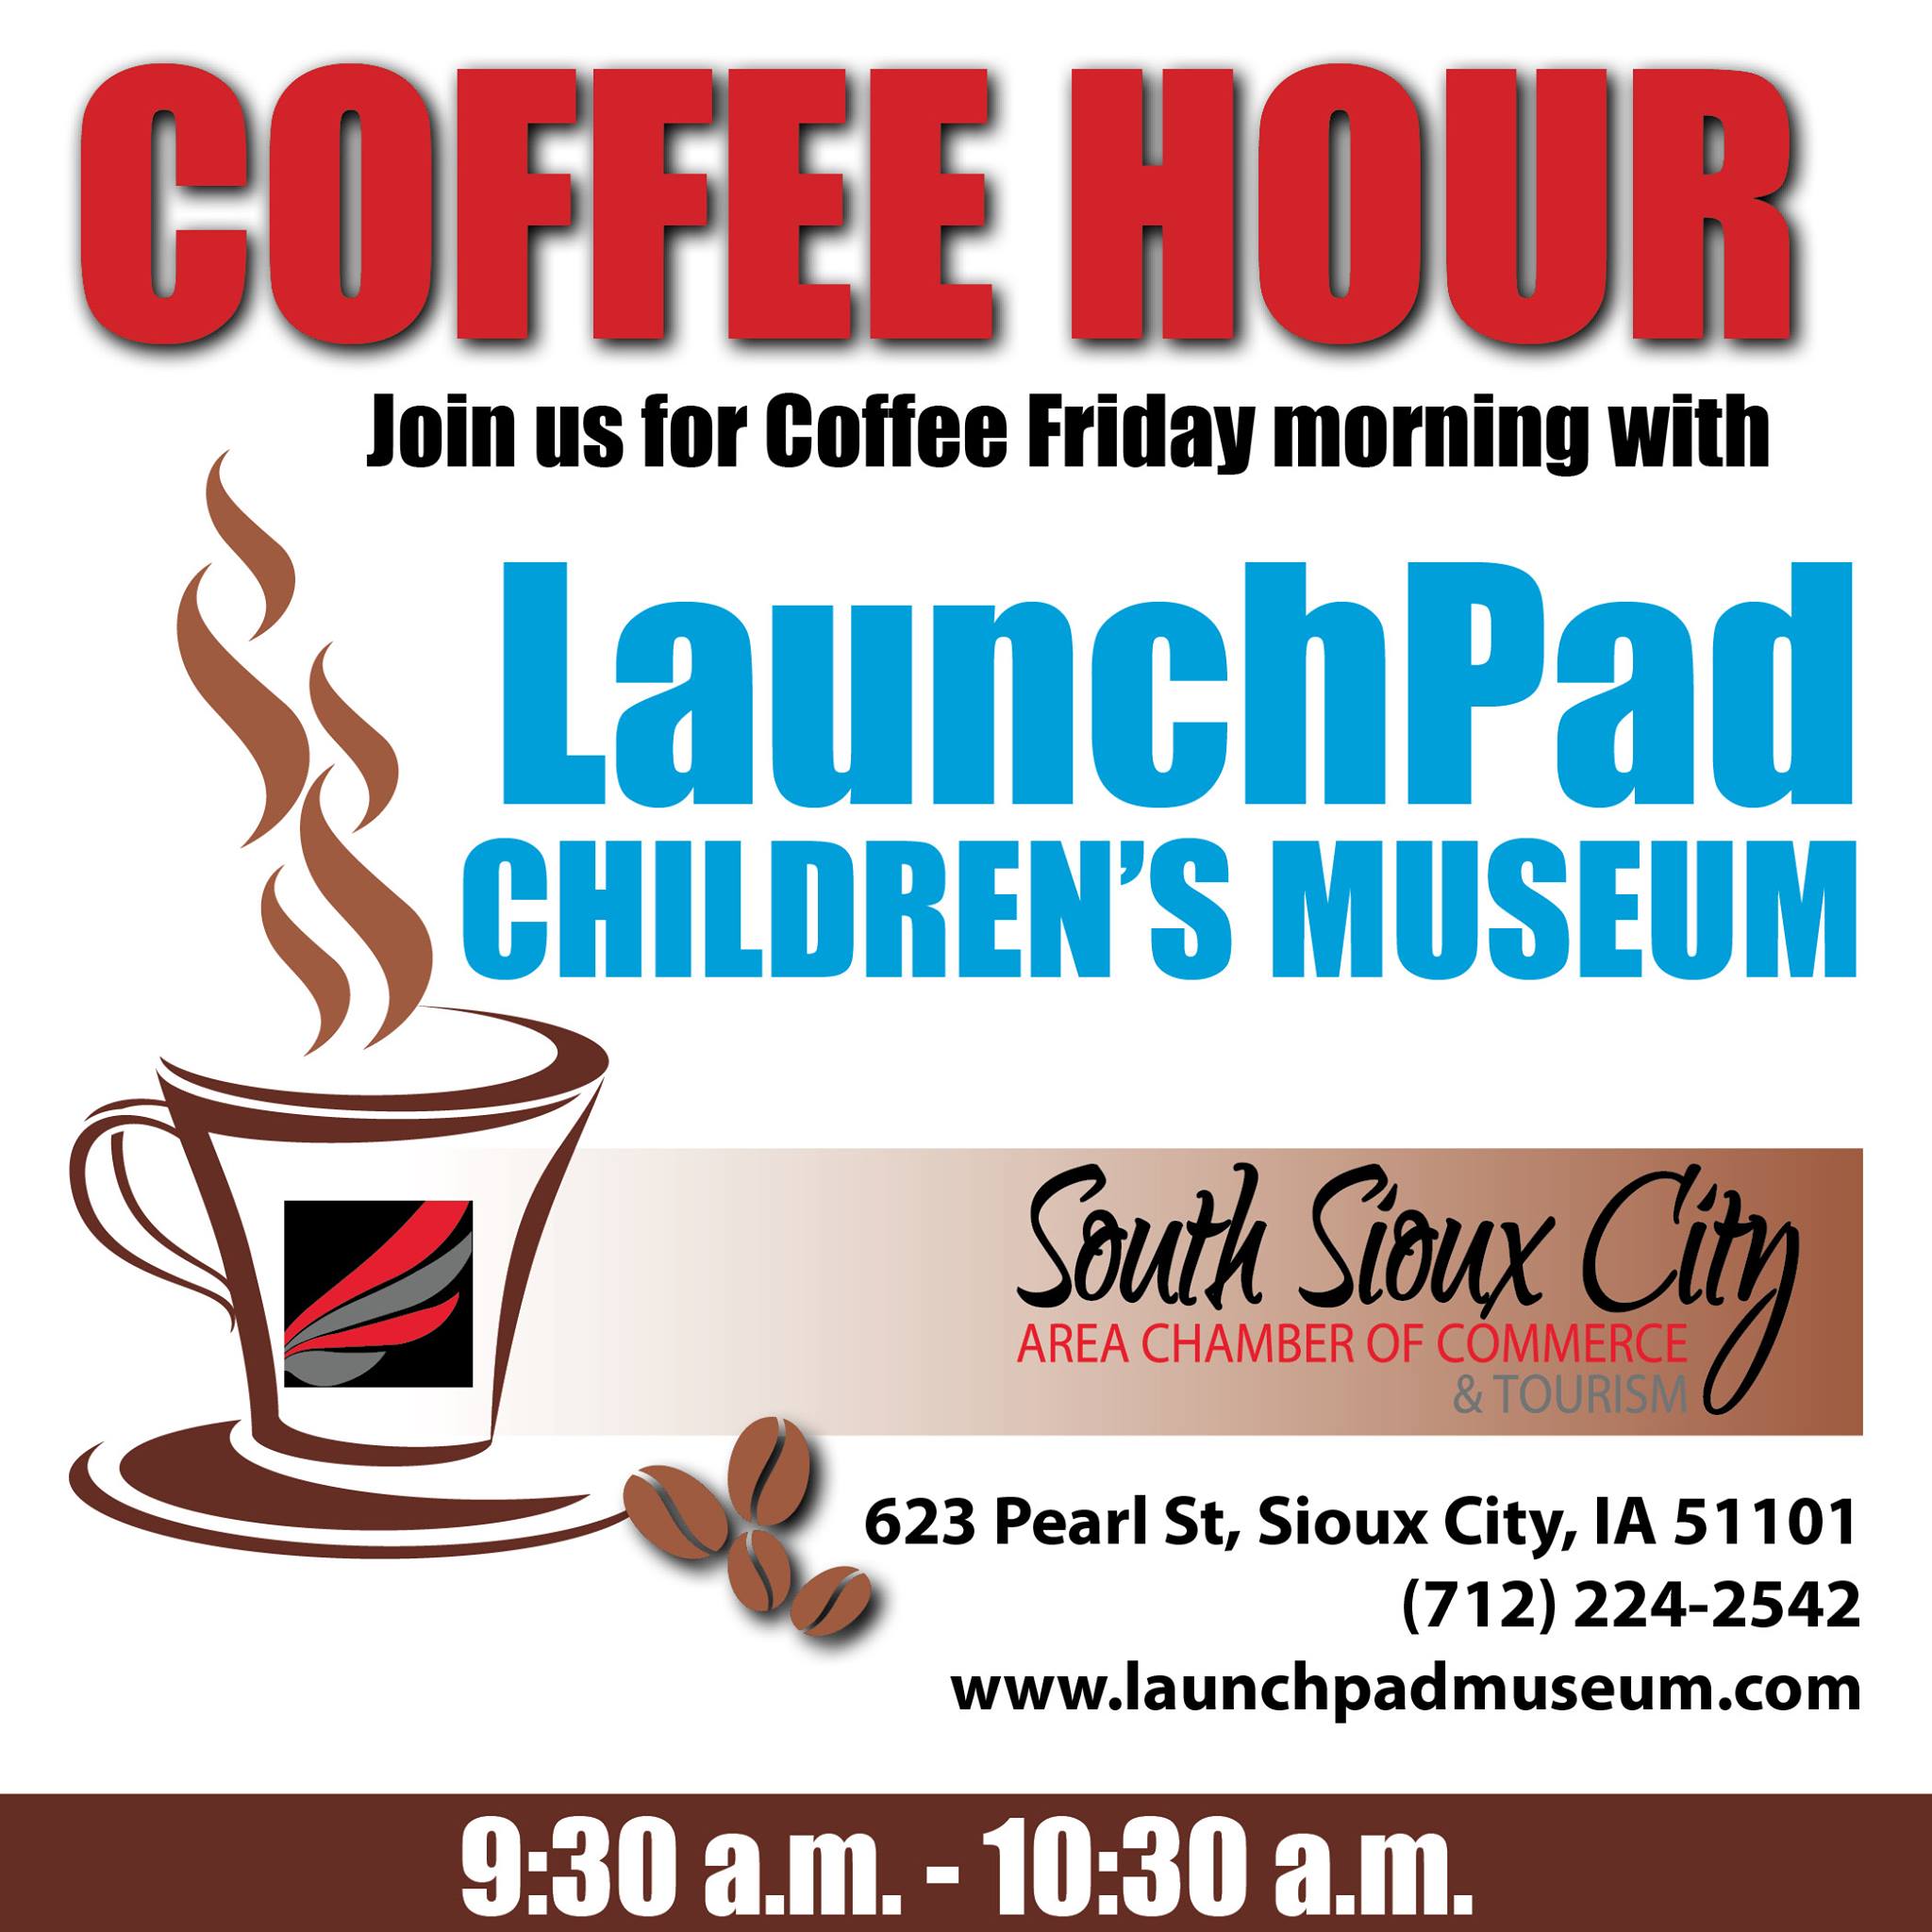 COFFEE HOUR
Join us for Coffee Friday morning with
LaunchPad
CHILDREN'S MUSEUM
South Sioux City
AREA CHAMBER OF COMMERCE
& TOURISM
623 Pearl St, Sioux City, IA 51101
(712) 224-2542
www.launchpadmuseum.com
9:30 a.m. - 10:30 a.m.